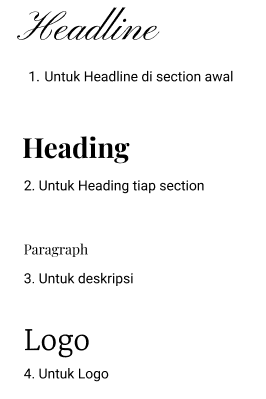 Headline
1. Untuk Headline di section awal
Heading
2. Untuk Heading tiap section
Paragraph
3. Untuk deskripsi
Logo
4. Untuk Logo